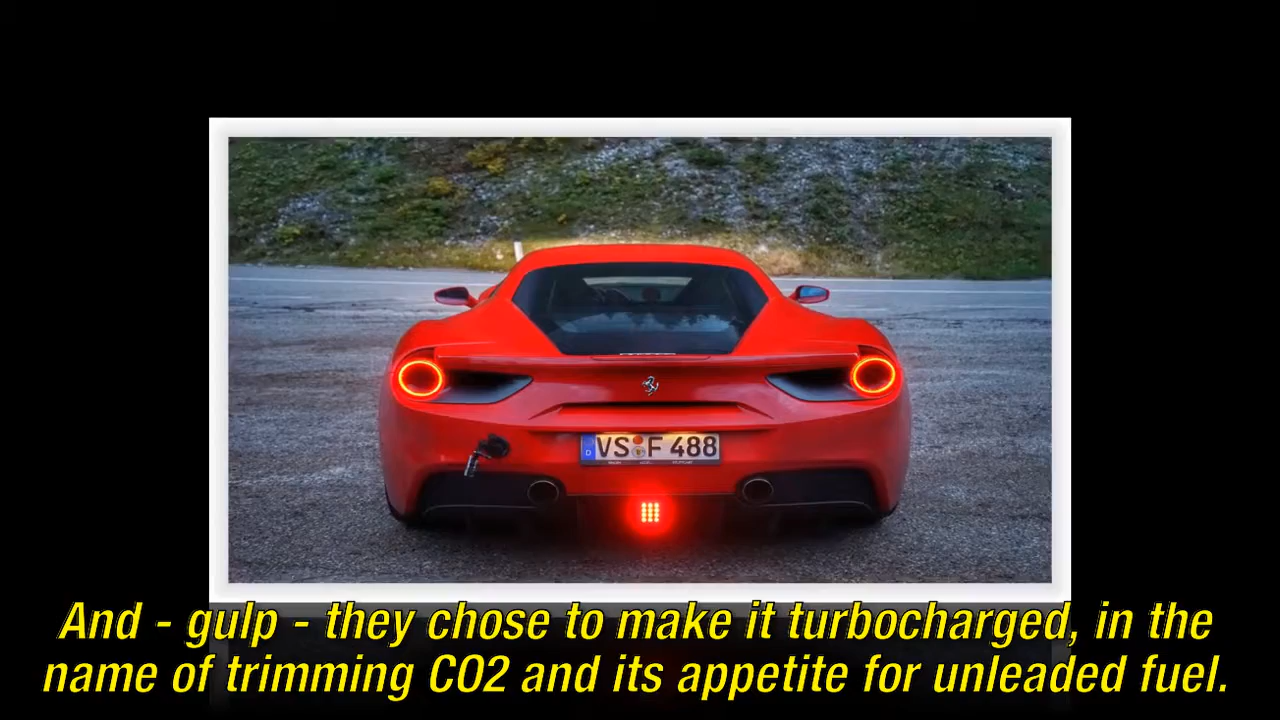 D VS F 488
And - gulp - they chose to make it turbocharged, in the
name of trimming CO2 and its appetite for unleaded fuel.